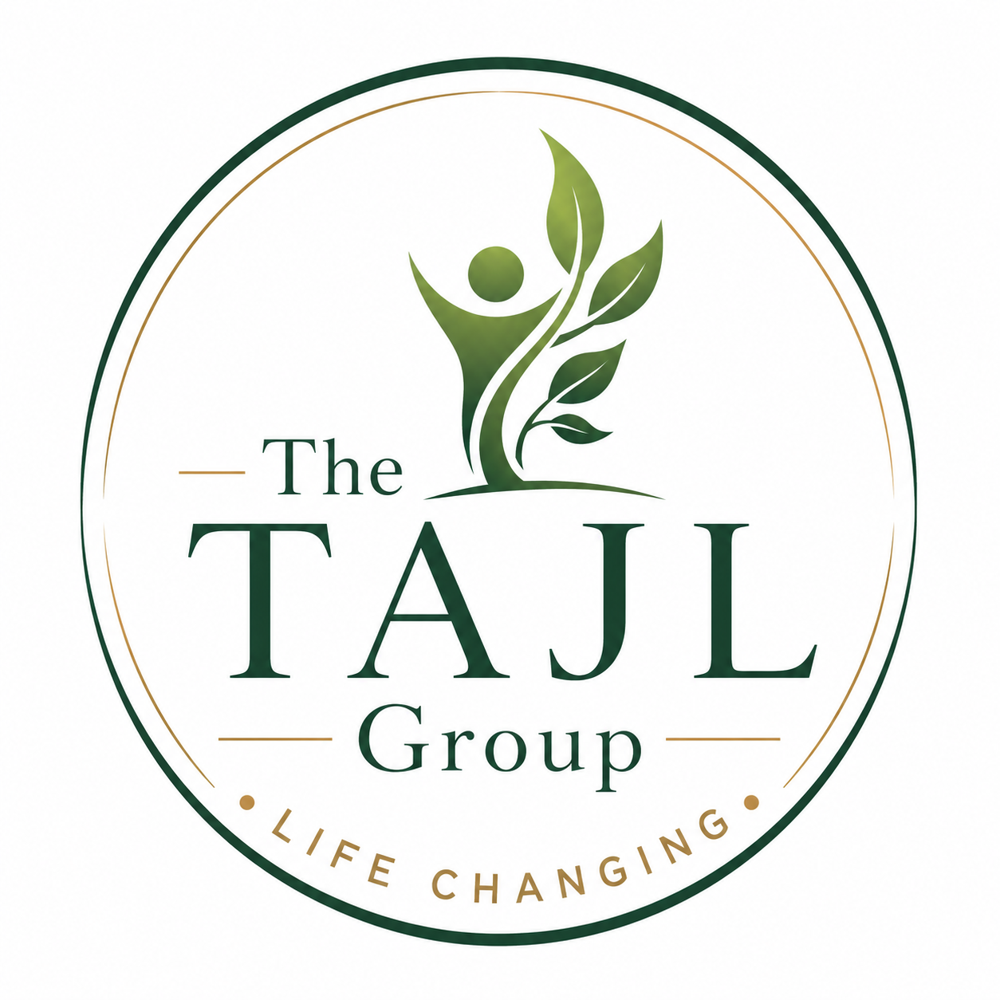 The
TAJL
Group
• LIFE CHANGING •